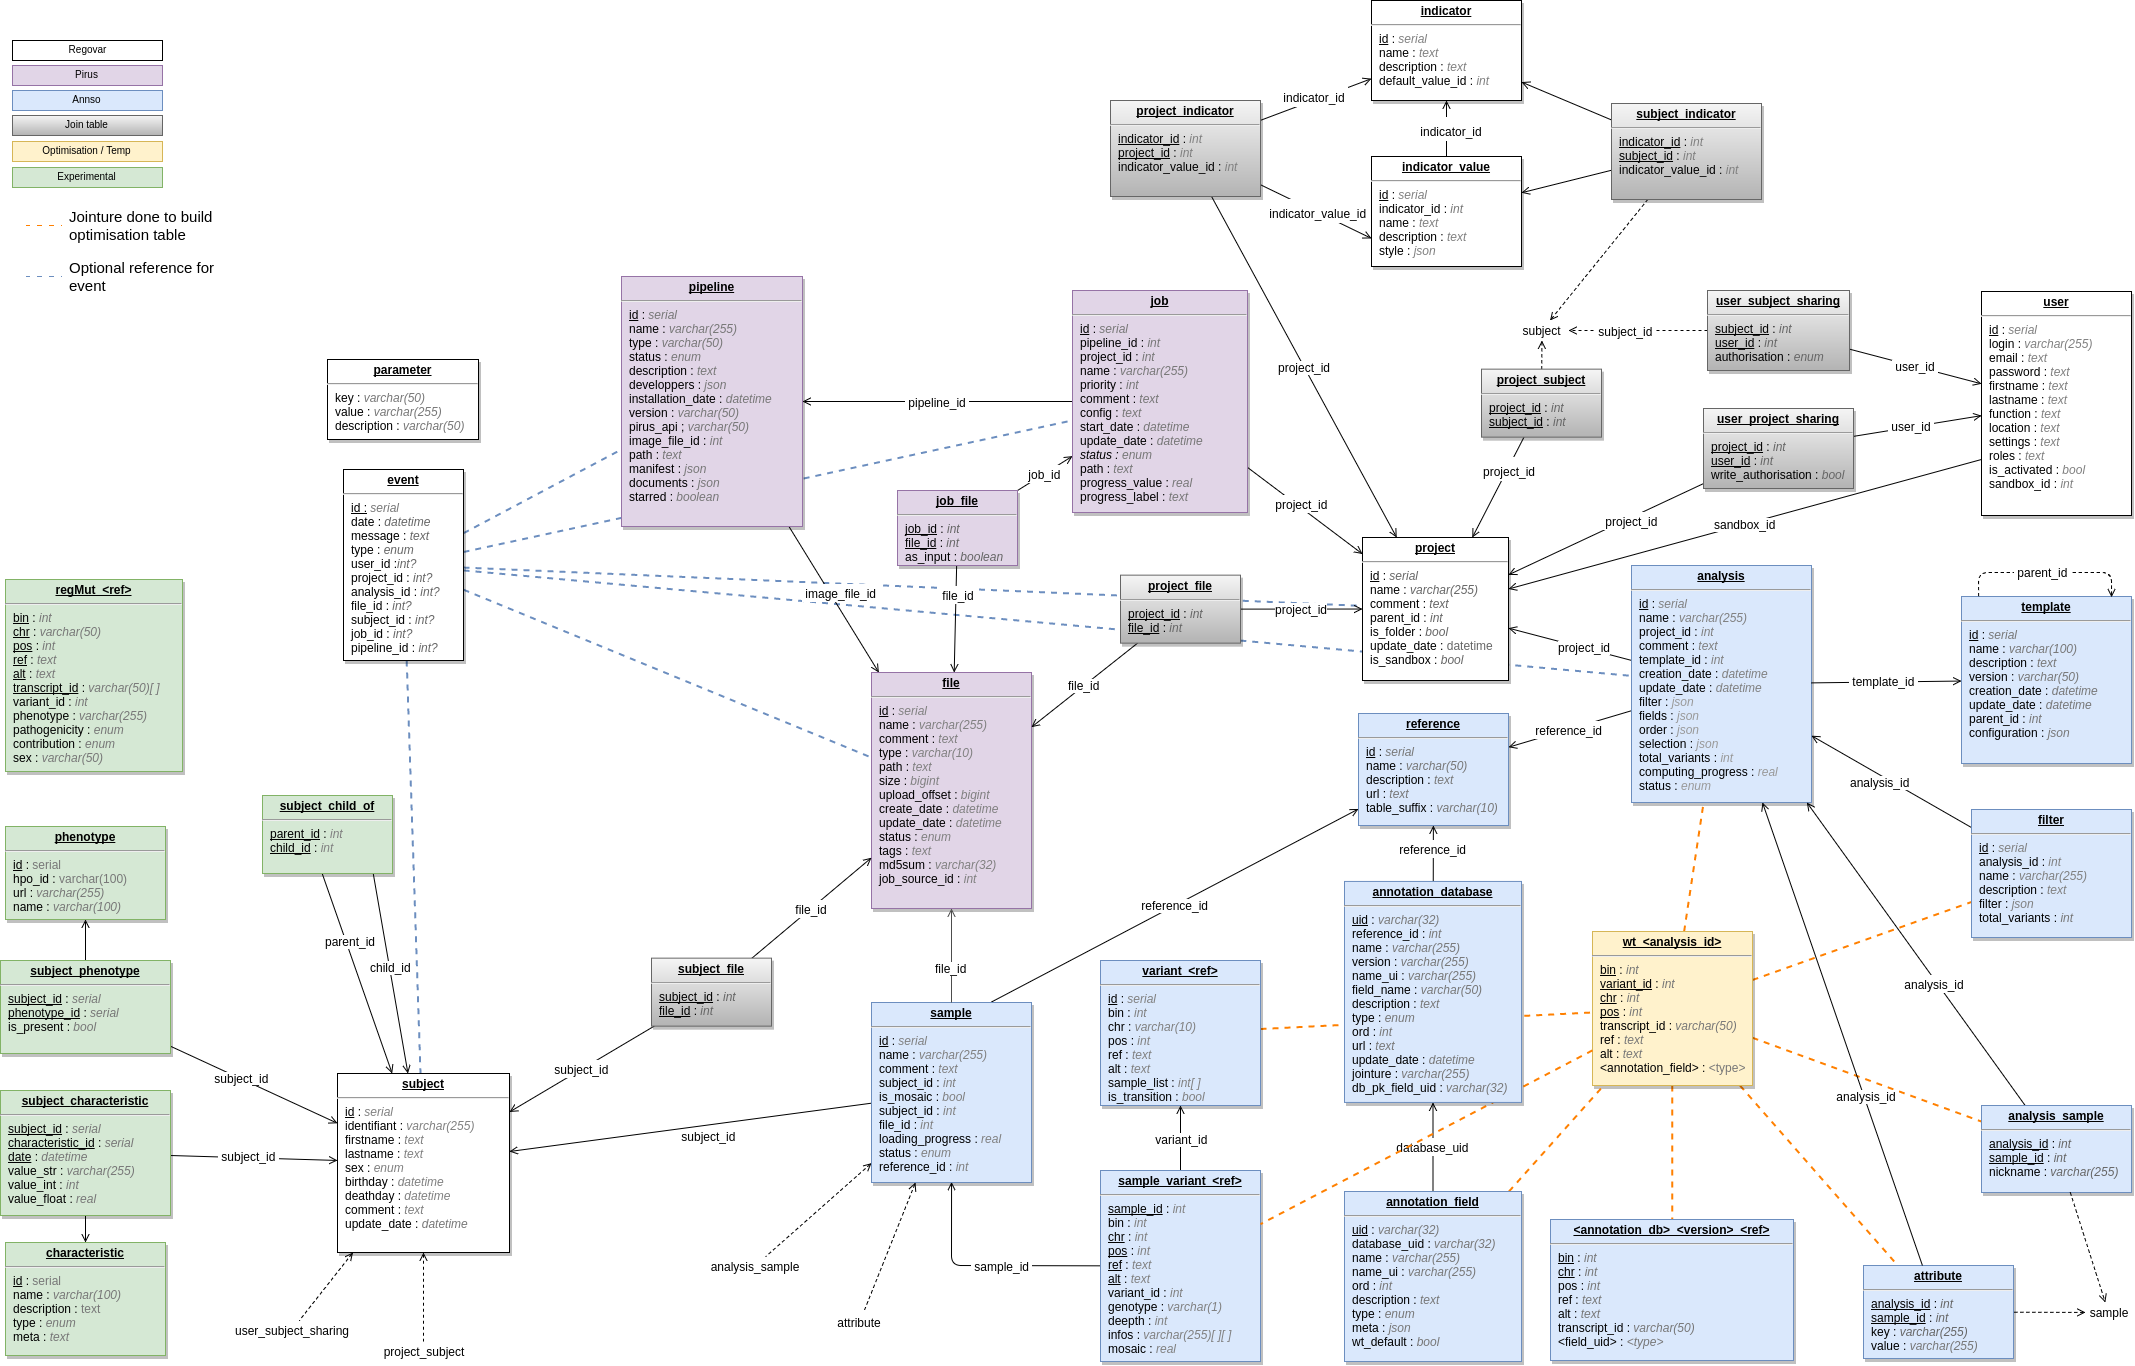 Regovar
Pirus
Annso
Join table
Optimisation / Temp
Experimental
Jointure done to build
optimisation table
Optional reference for
event
indicator
id : serial
name : text
description : text
default_value_id : int
project_indicator
indicator_id : int
project_id : int
indicator_value_id : int
indicator_id
indicator_id
indicator_value_id
indicator_value
id : serial
indicator_id : int
name : text
description : text
style : json
subject_indicator
indicator_id : int
subject_id : int
indicator_value_id : int
pipeline
id : serial
name : varchar(255)
type : varchar(50)
status : enum
description : text
developpers : json
installation_date : datetime
version : varchar(50)
pirus_api ; varchar(50)
image_file_id : int
path : text
manifest : json
documents : json
starred : boolean
pipeline_id
job
id : serial
pipeline_id : int
project_id : int
name : varchar(255)
priority : int
comment : text
config : text
start_date : datetime
update_date : datetime
status : enum
path : text
progress_value : real
progress_label : text
project_id
subject
subject_id
user_subject_sharing
subject_id : int
user_id : int
authorisation : enum
user_id
user
id : serial
login : varchar(255)
email : text
password : text
firstname : text
lastname : text
function : text
location : text
settings : text
roles : text
is_activated : bool
sandbox_id : int
parameter
key : varchar(50)
value : varchar(255)
description : varchar(50)
project_subject
project_id : int
subject_id : int
project_id
user_project_sharing
project_id : int
user_id : int
write_authorisation : bool
user_id
project_id
sandbox_id
event
id : serial
date : datetime
message : text
type : enum
user_id :int?
project_id : int?
analysis_id : int?
file_id : int?
subject_id : int?
job_id : int?
pipeline_id : int?
job_id
job_file
job_id : int
file_id : int
as_input : boolean
project_id
image_file_id
file_id
project_file
project_id : int
file_id : int
project_id
file_id
project
id : serial
name : varchar(255)
comment : text
parent_id : int
is_folder : bool
update_date : datetime
is_sandbox : bool
project_id
analysis
id : serial
name : varchar(255)
project_id : int
comment : text
template_id : int
creation_date : datetime
update_date : datetime
filter : json
fields : json
order : json
selection : json
total_variants : int
computing_progress : real
status : enum
parent_id
template
id : serial
name : varchar(100)
description : text
version : varchar(50)
creation_date : datetime
update_date : datetime
parent_id : int
configuration : json
template_id
regMut_<ref>
bin : int
chr : varchar(50)
pos : int
ref : text
alt : text
transcript_id : varchar(50)[ ]
variant_id : int
phenotype : varchar(255)
pathogenicity : enum
contribution : enum
sex : varchar(50)
file
id : serial
name : varchar(255)
comment : text
type : varchar(10)
path : text
size : bigint
upload_offset : bigint
create_date : datetime
update_date : datetime
status : enum
tags : text
md5sum : varchar(32)
job_source_id : int
reference
id : serial
name : varchar(50)
description : text
url : text
table_suffix : varchar(10)
reference_id
reference_id
reference_id
analysis_id
filter
id : serial
analysis_id : int
name : varchar(255)
description : text
filter : json
total_variants : int
phenotype
id : serial
hpo_id : varchar(100)
url : varchar(255)
name : varchar(100)
subject_child_of
parent_id : int
child_id : int
parent_id
child_id
file_id
file_id
subject_phenotype
subject_id : serial
phenotype_id : serial
is_present : bool
subject_id
subject_file
subject_id : int
file_id : int
subject_id
annotation_database
uid : varchar(32)
reference_id : int
name : varchar(255)
version : varchar(255)
name_ui : varchar(255)
field_name : varchar(50)
description : text
type : enum
ord : int
url : text
update_date : datetime
jointure : varchar(255)
db_pk_field_uid : varchar(32)
wt_<analysis_id>
bin : int
variant_id : int
chr : int
pos : int
transcript_id : varchar(50)
ref : text
alt : text
<annotation_field> : <type>
analysis_id
analysis_id
variant_<ref>
id : serial
bin : int
chr : varchar(10)
pos : int
ref : text
alt : text
sample_list : int[ ]
is_transition : bool
sample
id : serial
name : varchar(255)
comment : text
subject_id : int
is_mosaic : bool
subject_id : int
file_id : int
loading_progress : real
status : enum
reference_id : int
subject_id
subject_characteristic
subject_id : serial
characteristic_id : serial
date : datetime
value_str : varchar(255)
value_int : int
value_float : real
subject_id
subject
id : serial
identifiant : varchar(255)
firstname : text
lastname : text
sex : enum
birthday : datetime
deathday : datetime
comment : text
update_date : datetime
characteristic
id : serial
name : varchar(100)
description : text
type : enum
meta : text
user_subject_sharing
project_subject
analysis_sample
attribute
variant_id
sample_id
sample_variant_<ref>
sample_id : int
bin : int
chr : int
pos : int
ref : text
alt : text
variant_id : int
genotype : varchar(1)
deepth : int
infos : varchar(255)[ ][ ]
mosaic : real
database_uid
annotation_field
uid : varchar(32)
database_uid : varchar(32)
name : varchar(255)
name_ui : varchar(255)
ord : int
description : text
type : enum
meta : json
wt_default : bool
<annotation_db>_<version>_<ref>
bin : int
chr : int
pos : int
ref : text
alt : text
transcript_id : varchar(50)
<field_uid> : <type>
analysis_sample
analysis_id : int
sample_id : int
nickname : varchar(255)
attribute
analysis_id : int
sample_id : int
key : varchar(255)
value : varchar(255)
sample